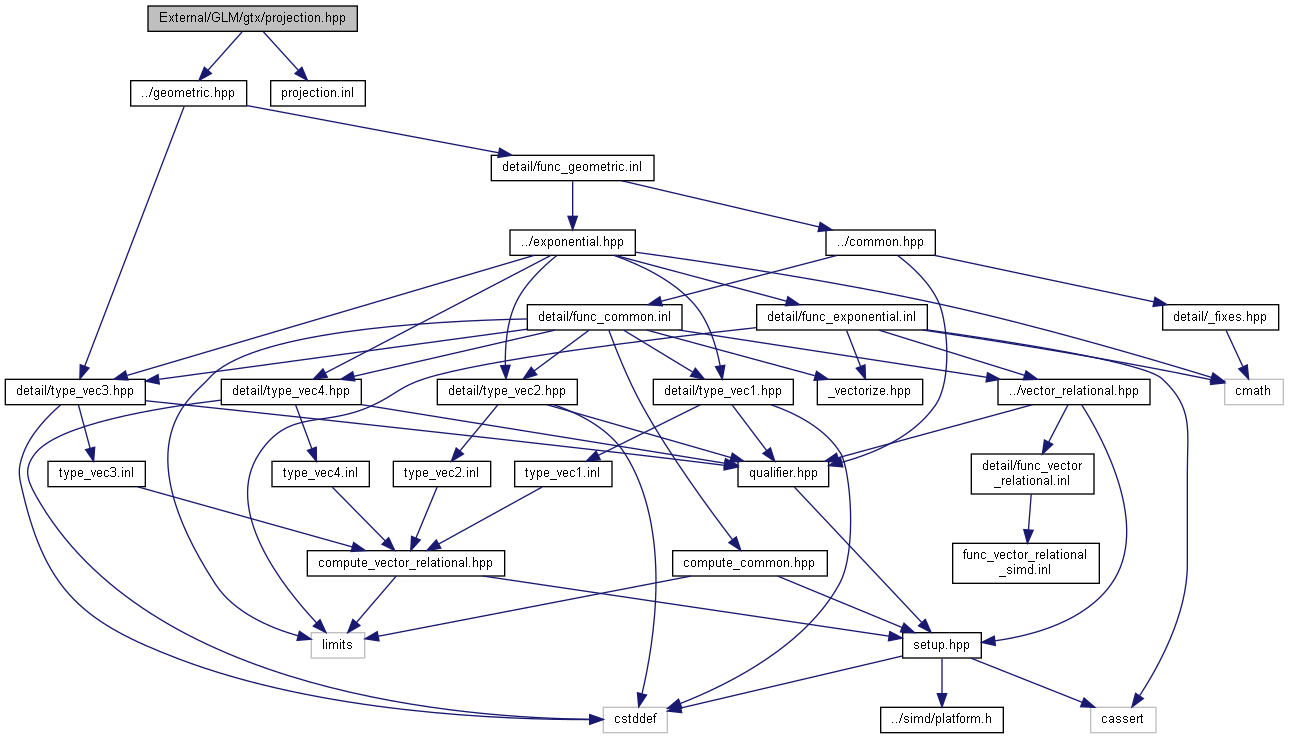 External/GLM/gtx/projection.hpp
../geometric.hpp
projection.inl
detail/func_geometric.inl
../exponential.hpp
../common.hpp
detail/func_common.inl
detail/func_exponential.inl
detail/_fixes.hpp
detail/type_vec3.hpp
detail/type_vec4.hpp
detail/type_vec2.hpp
detail/type_vec1.hpp
_vectorize.hpp
../vector_relational.hpp
cmath
type_vec3.inl
type_vec4.inl
type_vec2.inl
type_vec1.inl
qualifier.hpp
detail/func_vector
_relational.inl
compute_vector_relational.hpp
compute_common.hpp
func_vector_relational
_simd.inl
limits
setup.hpp
cstddef
../simd/platform.h
cassert